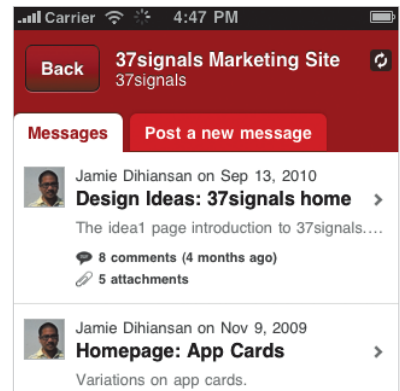 Carrier 4:47 PM
Back
37signals Marketing Site
37signals
Messages
Post a new message
Jamie Dihiansan on Sep 13, 2010
Design Ideas: 37signals home
The idea1 page introduction to 37signals....
8 comments (4 months ago)
5 attachments
Jamie Dihiansan on Nov 9, 2009
Homepage: App Cards
Variations on app cards.